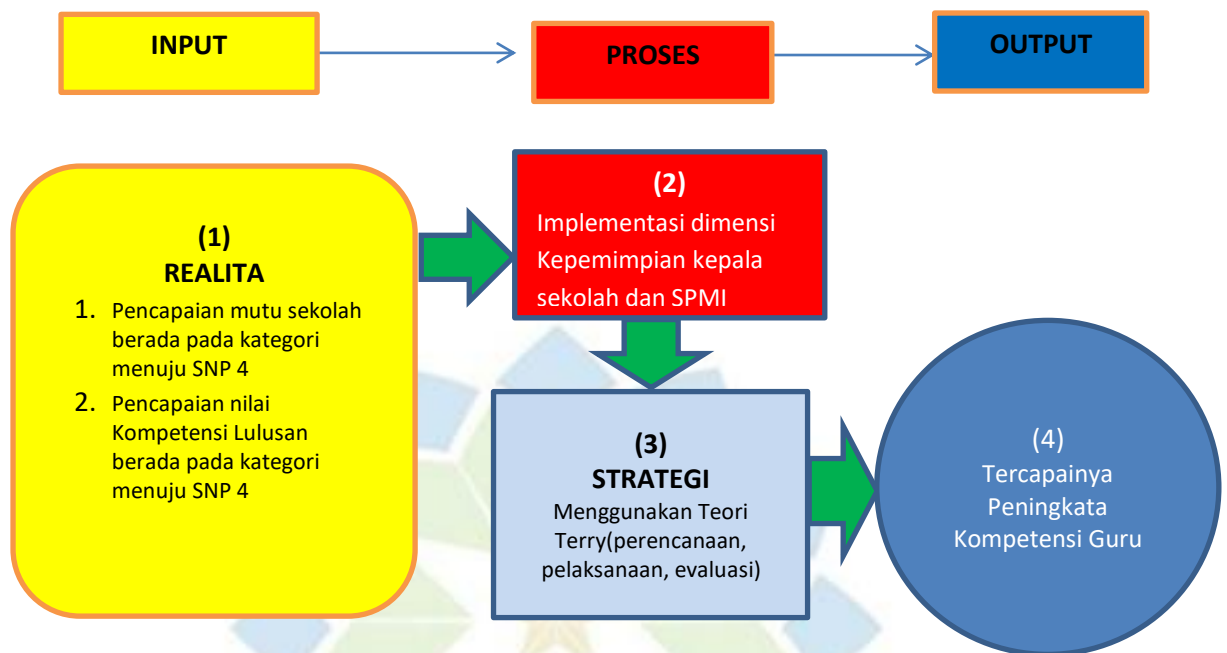 INPUT
PROSES
OUTPUT
(1)
REALITA
1. Pencapaian mutu sekolah
berada pada kategori
menuju SNP 4
2. Pencapaian nilai
Kompetensi Lulusan
berada pada kategori
menuju SNP 4
(2)
Implementasi dimensi
Kepemimpian kepala
sekolah dan SPMI
(3)
STRATEGI
Menggunakan Teori
Terry(perencanaan,
pelaksanaan, evaluasi)
(4)
Tercapainya
Peningkata
Kompetensi Guru